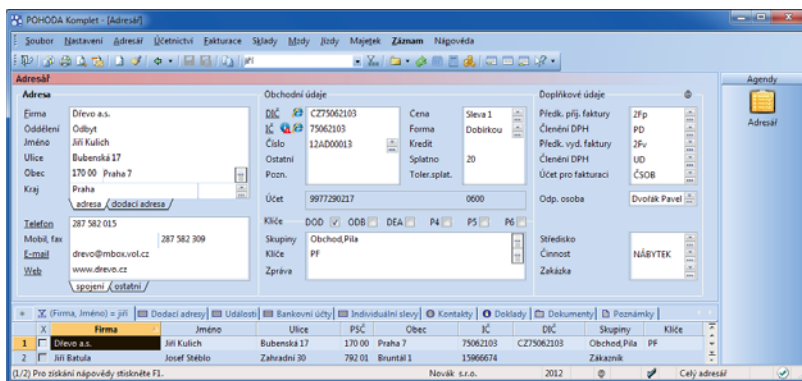 POHODA Komplet - [Adresář]
Soubor Nastavení Adresář Účetnictví Fakturace Sklady Mzdy Jízdy Majetek Záznam Nápověda
jiří
Adresář
Agendy
Adresář
Adresa
Firma Dřevo a.s.
Oddělení Odbyt
Jméno Jiří Kulich
Ulice Bubenská 17
Obec 170 00 Praha 7
Kraj Praha
adresa dodací adresa
Telefon 287 582 015
Mobil, fax 287 582 309
E-mail drevo@mbox.vol.cz
Web www.drevo.cz
spojení ostatní
Obchodní údaje
DIČ CZ75062103 Cena Sleva 1
IČ 75062103 Forma Dobírkou
Číslo 12AD00013 Kredit
Ostatní Splatno 20
Pozn. Toler.splat.
Účet 9977290217 0600
Klíče DOD ODB DEA P4 P5 P6
Skupiny Obchod,Pila
Klíče PF
Zpráva
Doplňkové údaje
Předk. přij. faktury 2Fp
Členění DPH PD
Předk. vyd. faktury 2Fv
Členění DPH UD
Účet pro fakturaci ČSOB
Odp. osoba Dvořák Pavel
Středisko
Činnost NÁBYTEK
Zakázka
(Firma, Jméno) = jiří Dodací adresy Události Bankovní účty Individuální slevy Kontakty Doklady Dokumenty Poznámky
X Firma Jméno Ulice PSČ Obec IČ DIČ Skupiny Klíče
1 Dřevo a.s. Jiří Kulich Bubenská 17 170 00 Praha 7 75062103 CZ75062103 Obchod,Pila PF
2 Jiří Batula Josef Stéblo Zahradní 30 792 01 Bruntál 1 15966674 Zákazník
(1/2) Pro získání nápovědy stiskněte F1. Novák s.r.o. 2012 @ Celý adresář